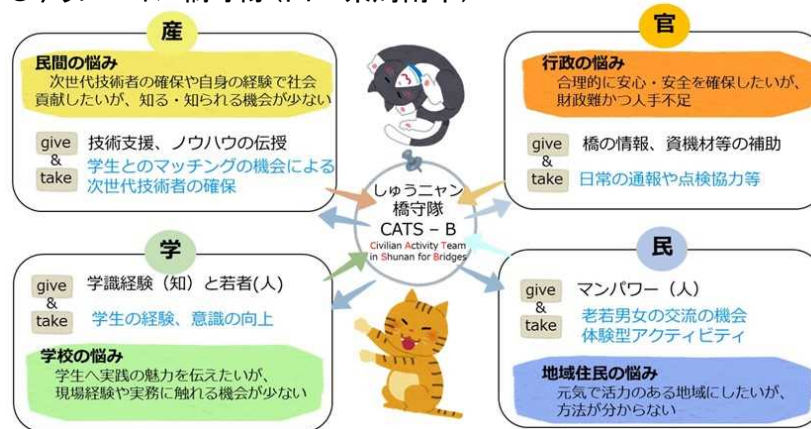 産
民間の悩み
次世代技術者の確保や自身の経験で社会
貢献したいが、知る・知られる機会が少ない
give
&
take
技術支援、ノウハウの伝授
学生とのマッチングの機会による
次世代技術者の確保
官
行政の悩み
合理的に安心・安全を確保したいが、
財政難かつ人手不足
give
&
take
橋の情報、資機材等の補助
日常の通報や点検協力等
しゅうニャン
橋守隊
CATS – B
Civilian Activity Team
in Shunan for Bridges
学
give
&
take
学識経験（知）と若者(人)
学生の経験、意識の向上
学校の悩み
学生へ実践の魅力を伝えたいが、
現場経験や実務に触れる機会が少ない
民
give
&
take
マンパワー（人）
老若男女の交流の機会
体験型アクティビティ
地域住民の悩み
元気で活力のある地域にしたいが、
方法が分からない